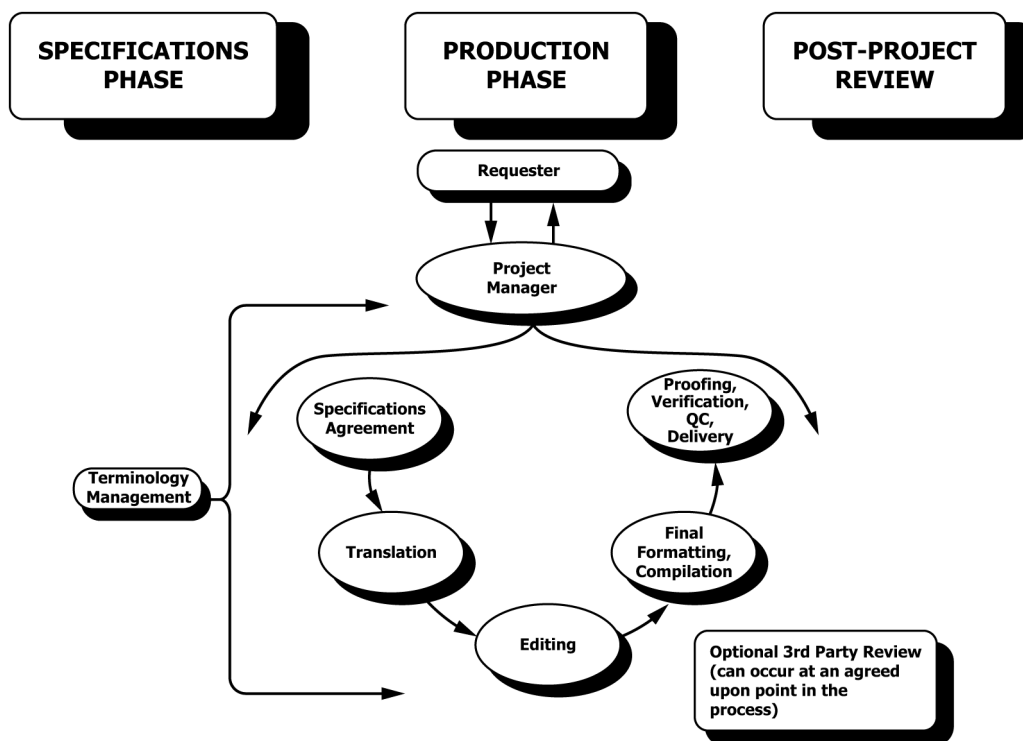 SPECIFICATIONS
PHASE
PRODUCTION
PHASE
POST-PROJECT
REVIEW
Requester
Project
Manager
Specifications
Agreement
Proofing,
Verification,
QC,
Delivery
Terminology
Management
Translation
Final
Formatting,
Compilation
Editing
Optional 3rd Party Review
(can occur at an agreed
upon point in the
process)